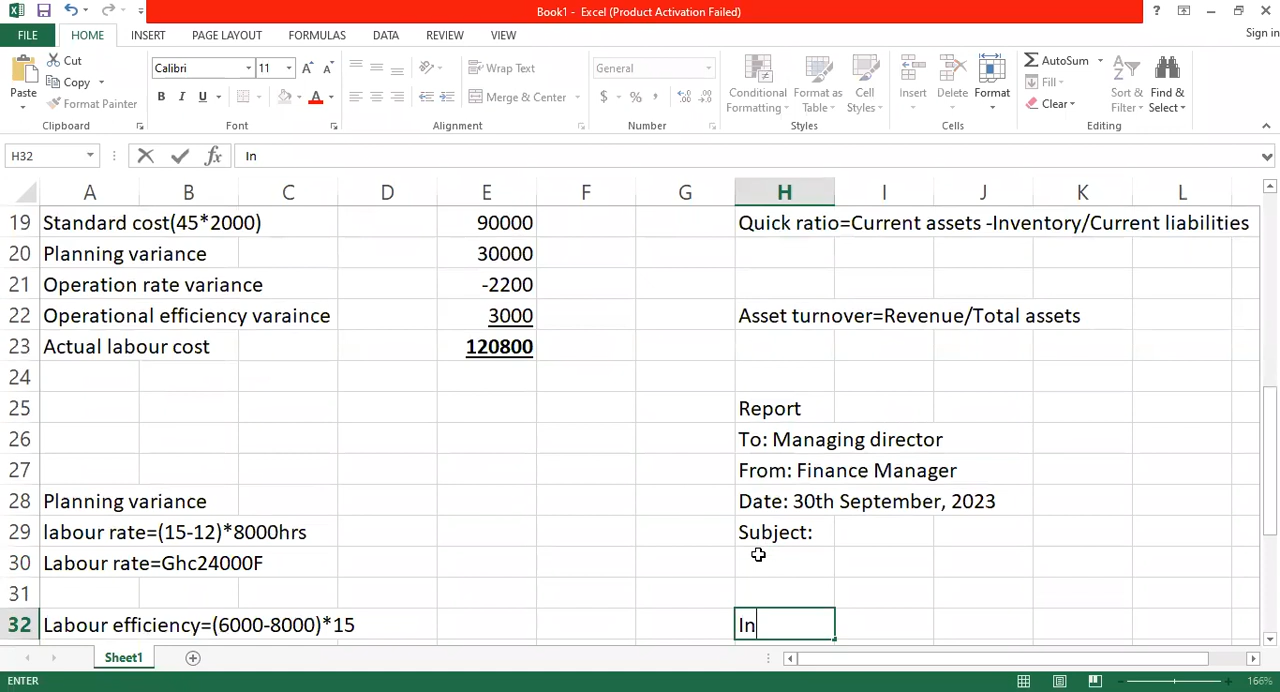 Book1 - Excel (Product Activation Failed)
?
FILE HOME INSERT PAGE LAYOUT FORMULAS DATA REVIEW VIEW Sign in
Paste Cut Copy Format Painter
Calibri 11 A A
B I U A
Wrap Text
Merge & Center
General
$ % ,
Conditional Formatting
Format as Table
Cell Styles
Insert Delete Format
AutoSum
Fill
Clear
Sort & Filter
Find & Select
Clipboard Font Alignment Number Styles Cells Editing
H32 fx In
A B C D E F G H I J K L
19 Standard cost(45*2000) 90000 Quick ratio=Current assets -Inventory/Current liabilities
20 Planning variance 30000
21 Operation rate variance -2200
22 Operational efficiency varaince 3000 Asset turnover=Revenue/Total assets
23 Actual labour cost 120800
24
25 Report
26 To: Managing director
27 From: Finance Manager
28 Planning variance Date: 30th September, 2023
29 labour rate=(15-12)*8000hrs Subject:
30 Labour rate=Ghc24000F
31
32 Labour efficiency=(6000-8000)*15 In
Sheet1
ENTER 166%